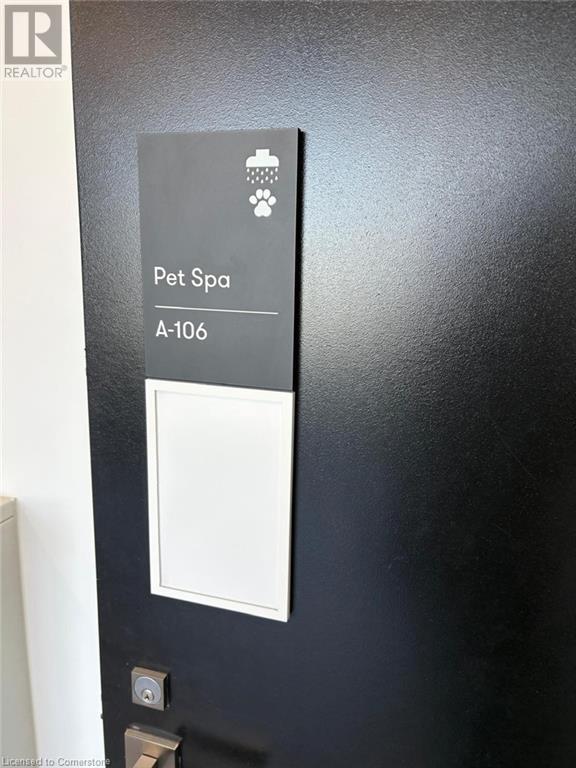 REALTOR®
Pet Spa
A-106
Licensed to Cornerstone